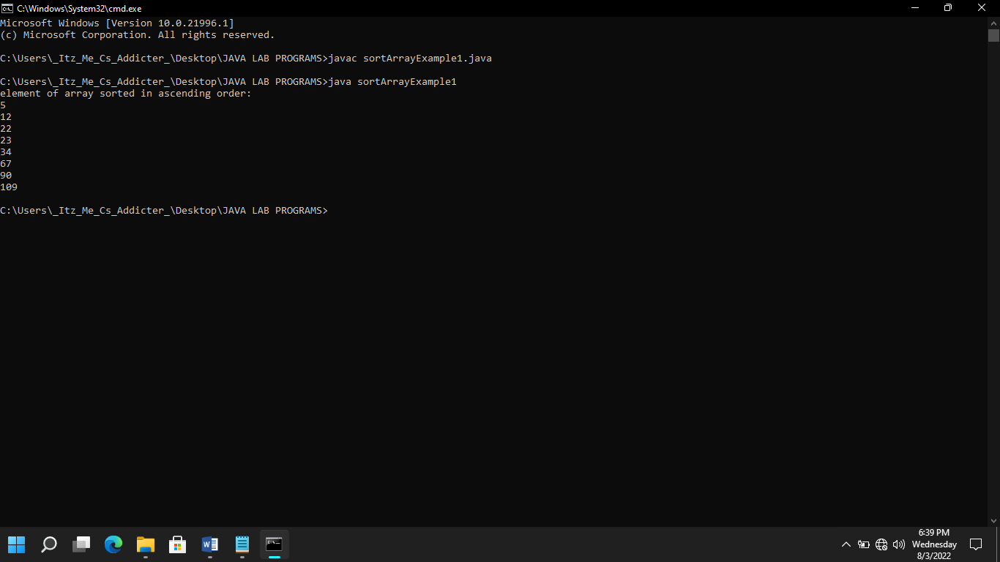 C:\Windows\System32\cmd.exe
Microsoft Windows [Version 10.0.21996.1]
(c) Microsoft Corporation. All rights reserved.
C:\Users\_Itz_Me_Cs_Addicter_\Desktop\JAVA LAB PROGRAMS>javac sortArrayExample1.java
C:\Users\_Itz_Me_Cs_Addicter_\Desktop\JAVA LAB PROGRAMS>java sortArrayExample1
element of array sorted in ascending order:
5
12
22
23
34
67
90
109
C:\Users\_Itz_Me_Cs_Addicter_\Desktop\JAVA LAB PROGRAMS>
6:39 PM
Wednesday
8/3/2022